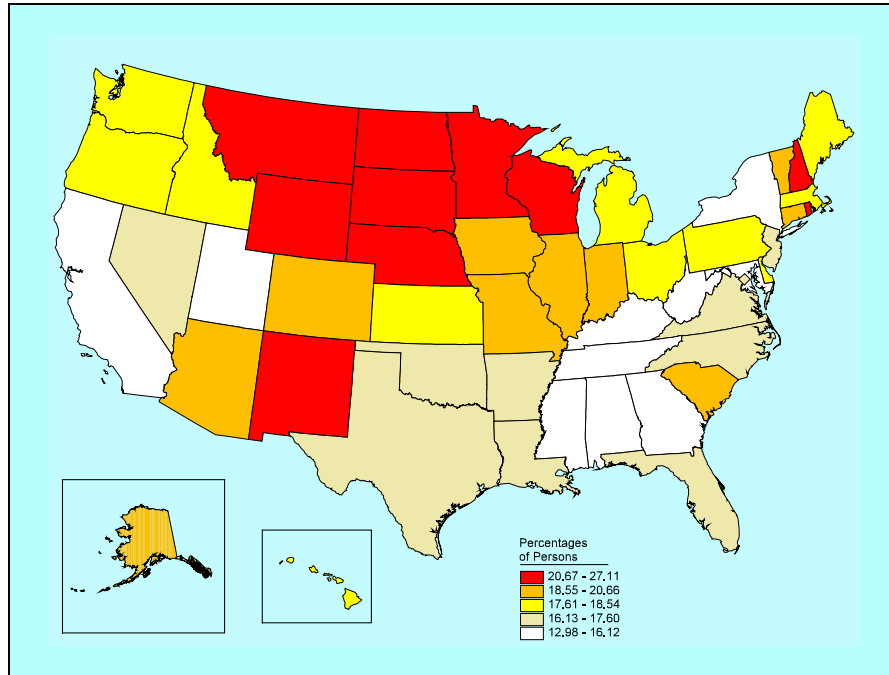 Percentages
of Persons
20.67 - 27.11
18.55 - 20.66
17.61 - 18.54
16.13 - 17.60
12.98 - 16.12